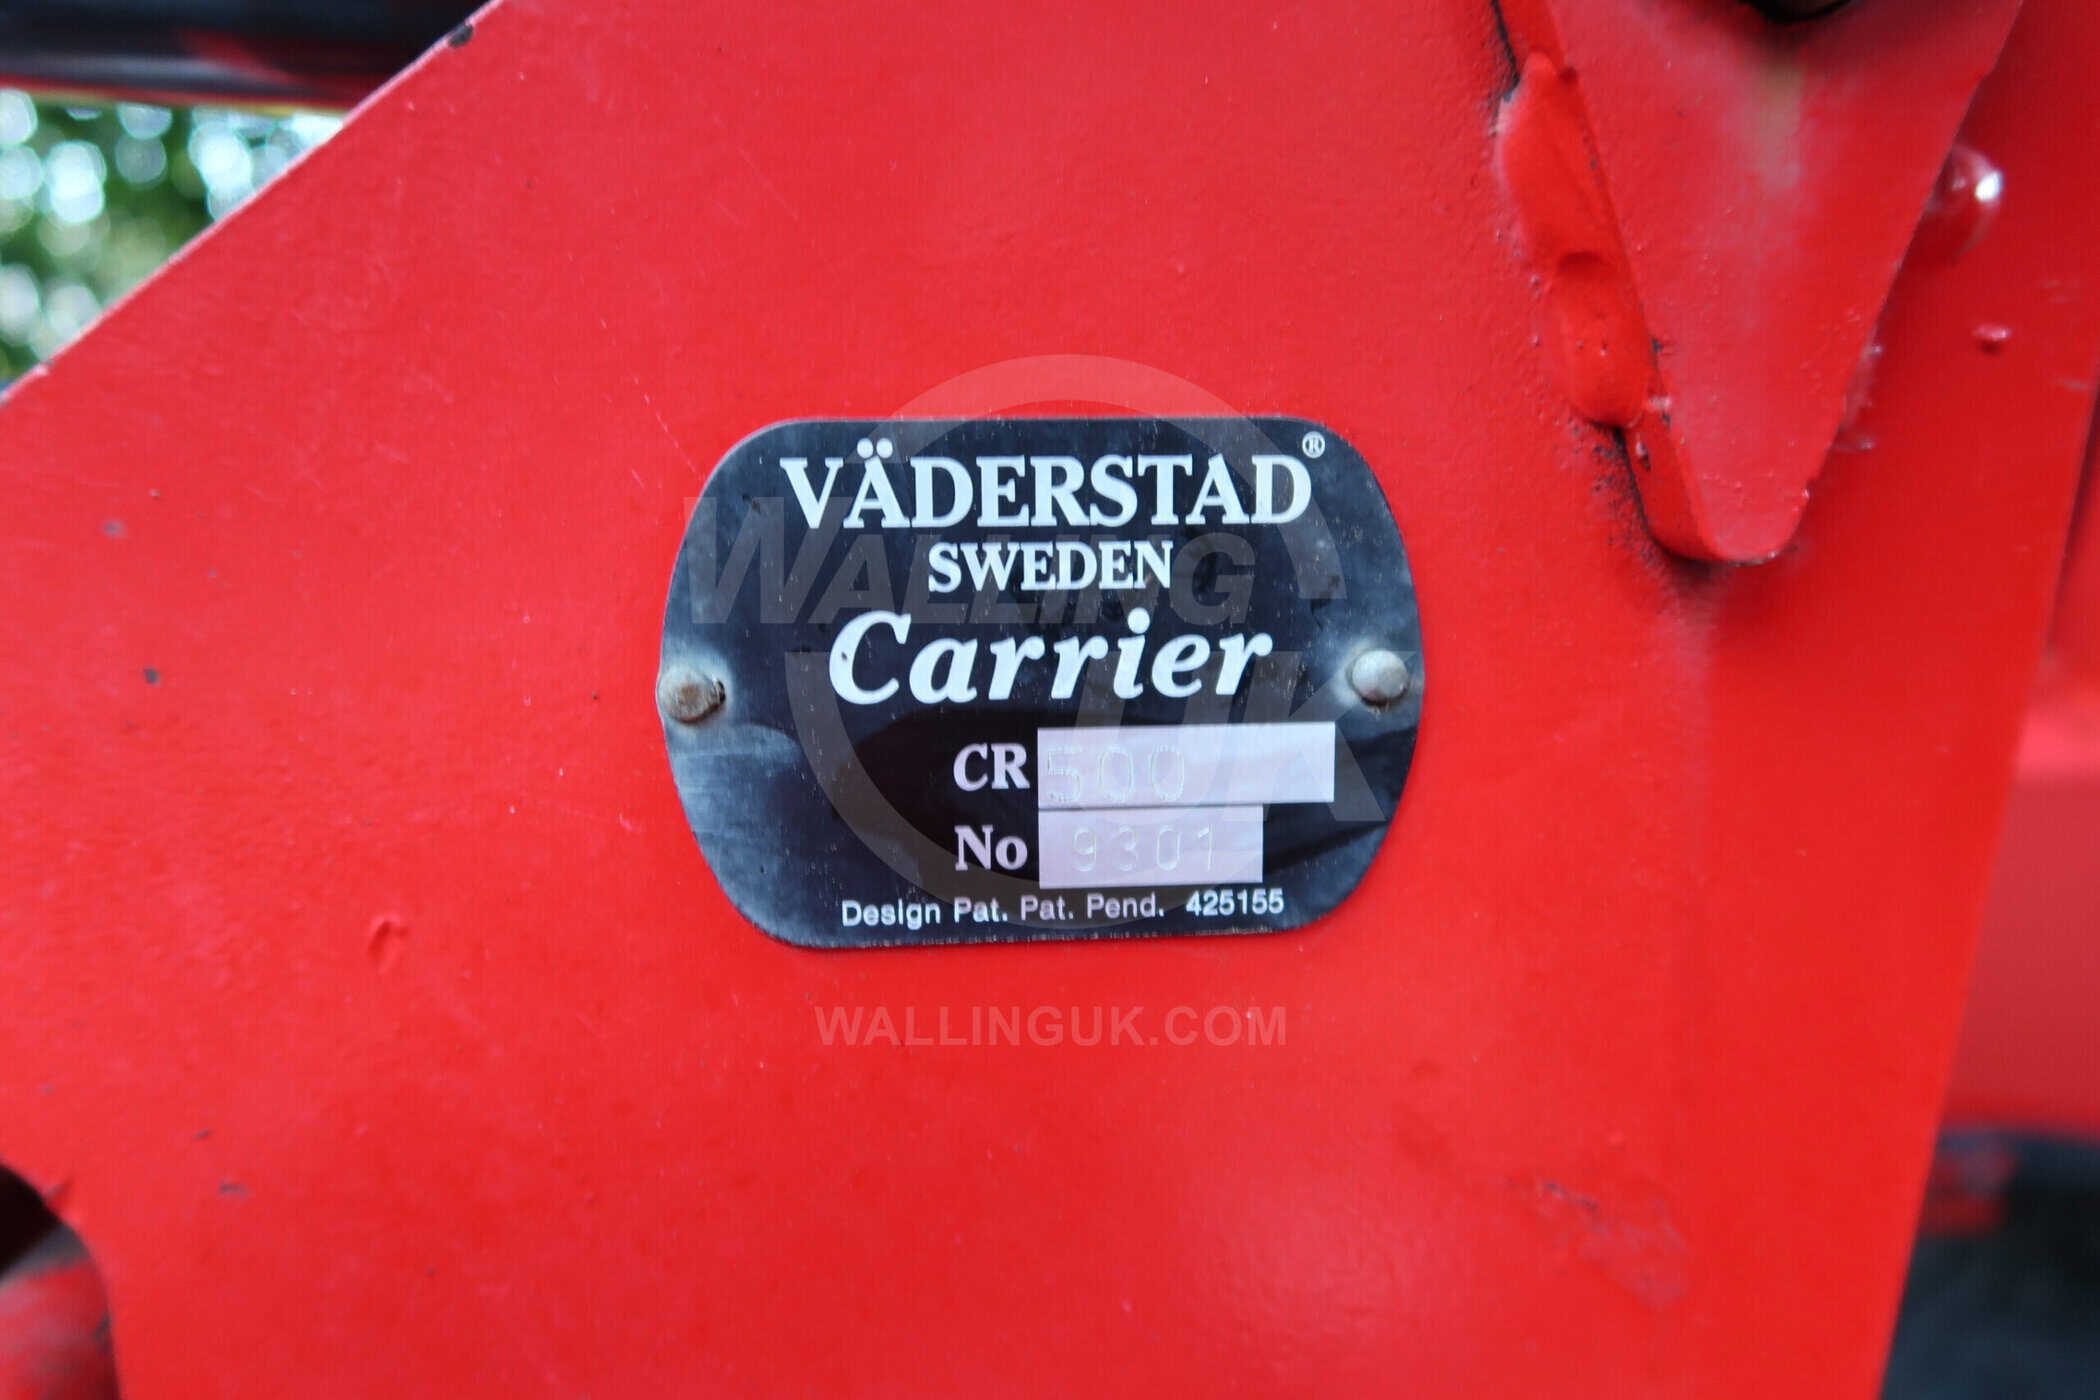 VÄDERSTAD®
SWEDEN
Carrier
CR 500
No 9301
Design Pat. Pat. Pend. 425155
WALLING
UK
WALLINGUK.COM